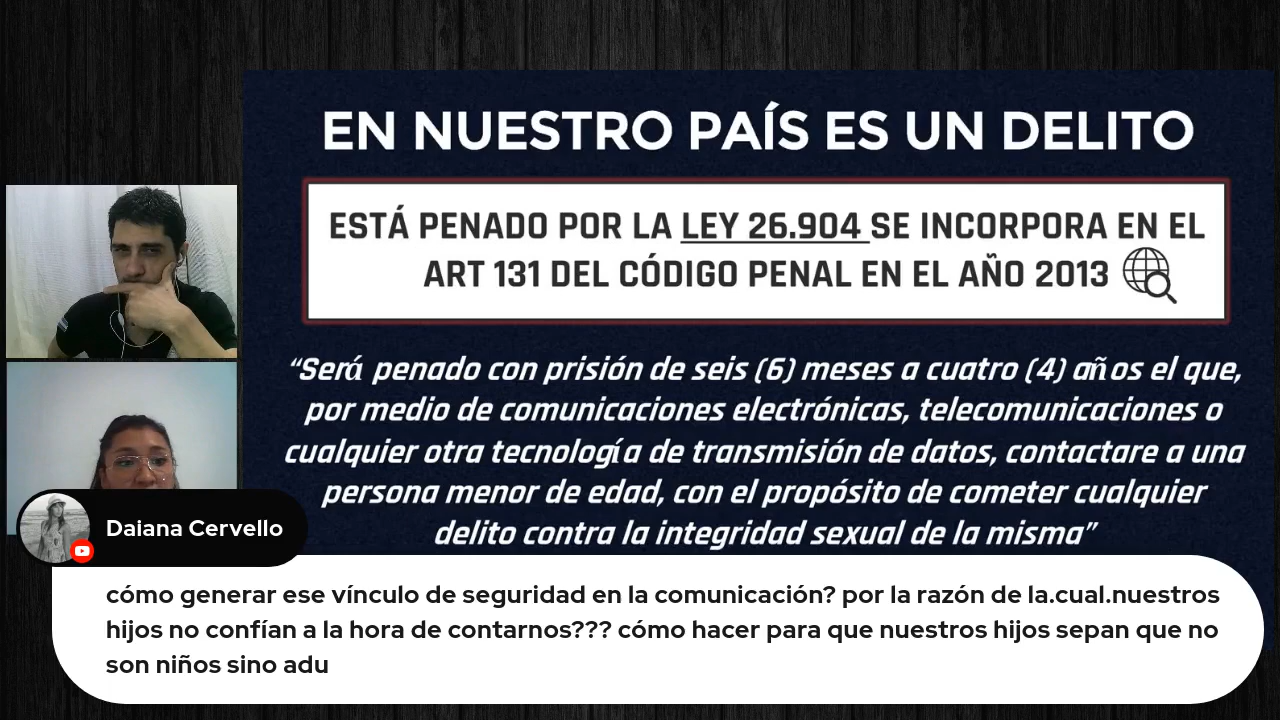 EN NUESTRO PAÍS ES UN DELITO
ESTÁ PENADO POR LA LEY 26.904 SE INCORPORA EN EL
ART 131 DEL CÓDIGO PENAL EN EL AÑO 2013
“Será penado con prisión de seis (6) meses a cuatro (4) años el que,
por medio de comunicaciones electrónicas, telecomunicaciones o
cualquier otra tecnología de transmisión de datos, contactare a una
persona menor de edad, con el propósito de cometer cualquier
delito contra la integridad sexual de la misma”
Daiana Cervello
cómo generar ese vínculo de seguridad en la comunicación? por la razón de la.cual.nuestros
hijos no confían a la hora de contarnos??? cómo hacer para que nuestros hijos sepan que no
son niños sino adu